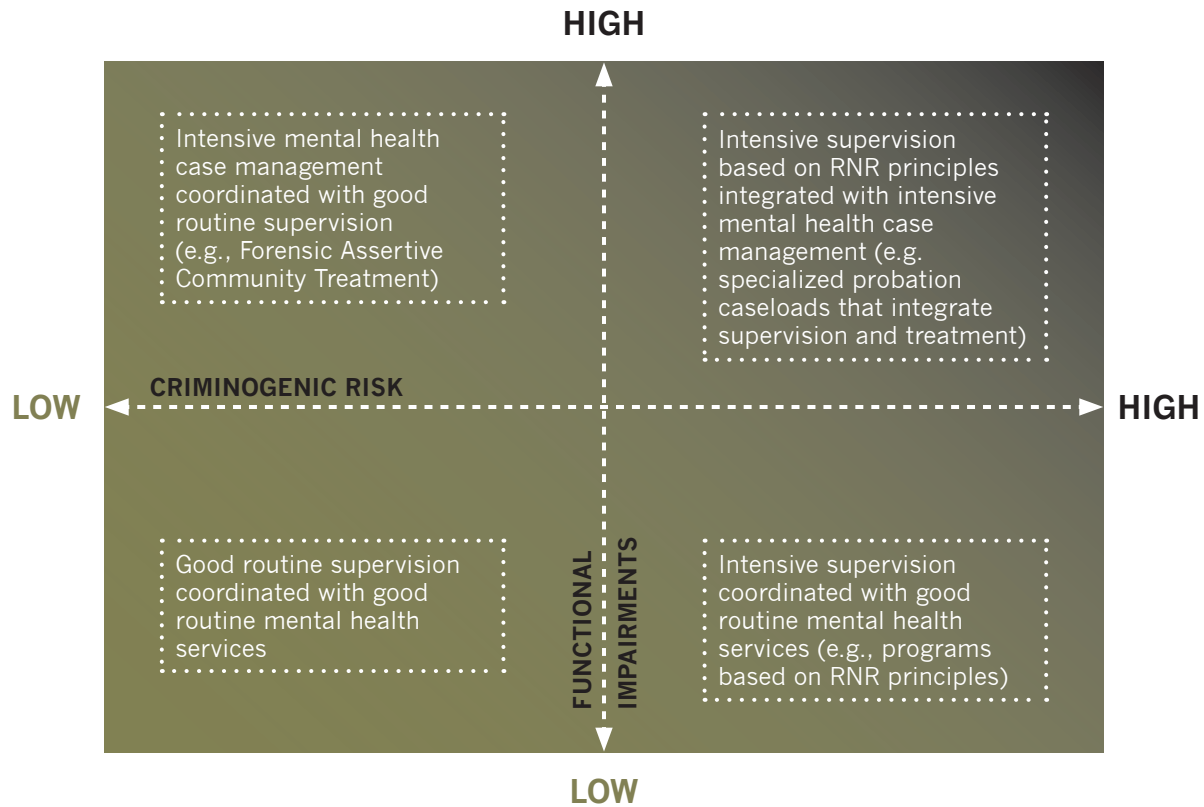 HIGH
Intensive mental health
case management
coordinated with good
routine supervision
(e.g., Forensic Assertive
Community Treatment)
Intensive supervision
based on RNR principles
integrated with intensive
mental health case
management (e.g.
specialized probation
caseloads that integrate
supervision and treatment)
CRIMINOGENIC RISK
LOW
HIGH
Good routine supervision
coordinated with good
routine mental health
services
FUNCTIONAL
IMPAIRMENTS
Intensive supervision
coordinated with good
routine mental health
services (e.g., programs
based on RNR principles)
LOW